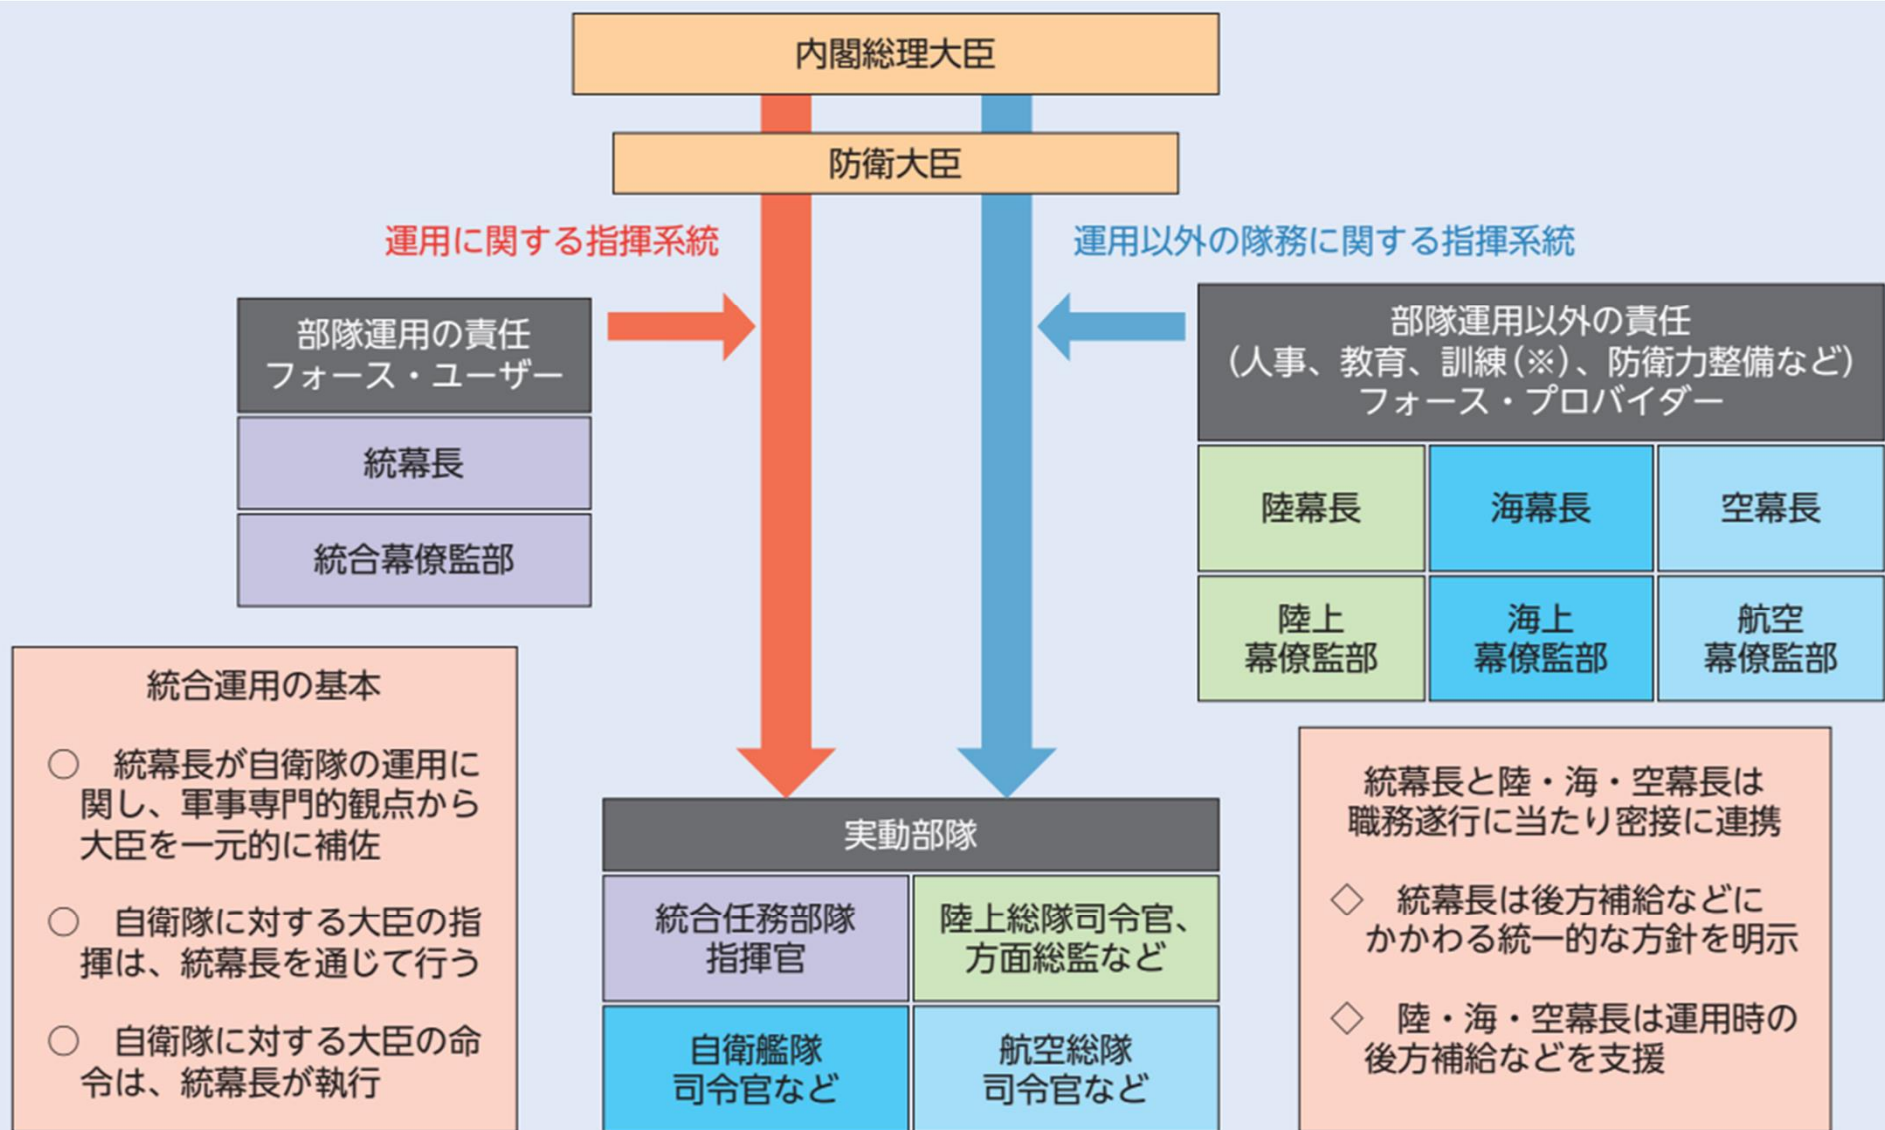 内閣総理大臣
防衛大臣
運用に関する指揮系統
運用以外の隊務に関する指揮系統
部隊運用の責任
フォース・ユーザー
統幕長
統合幕僚監部
部隊運用以外の責任
（人事、教育、訓練（※）、防衛力整備など）
フォース・プロバイダー
陸幕長
海幕長
空幕長
陸上
幕僚監部
海上
幕僚監部
航空
幕僚監部
統合運用の基本
○　統幕長が自衛隊の運用に
関し、軍事専門的観点から
大臣を一元的に補佐
○　自衛隊に対する大臣の指
揮は、統幕長を通じて行う
○　自衛隊に対する大臣の命
令は、統幕長が執行
実動部隊
統合任務部隊
指揮官
陸上総隊司令官、
方面総監など
自衛艦隊
司令官など
航空総隊
司令官など
統幕長と陸・海・空幕長は
職務遂行に当たり密接に連携
◇　統幕長は後方補給などに
かかわる統一的な方針を明示
◇　陸・海・空幕長は運用時の
後方補給などを支援